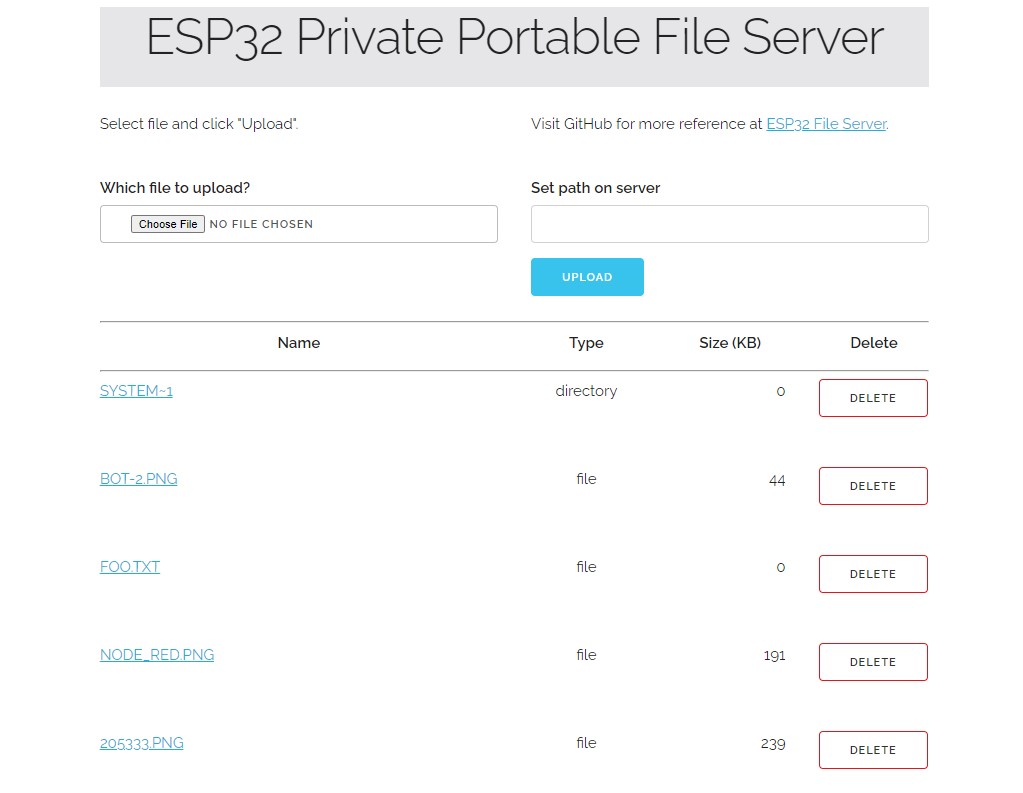 ESP32 Private Portable File Server
Select file and click "Upload".
Visit GitHub for more reference at ESP32 File Server.
Which file to upload?
Set path on server
Choose File NO FILE CHOSEN
UPLOAD
Name Type Size (KB) Delete
SYSTEM~1 directory 0 DELETE
BOT-2.PNG file 44 DELETE
FOO.TXT file 0 DELETE
NODE_RED.PNG file 191 DELETE
205333.PNG file 239 DELETE